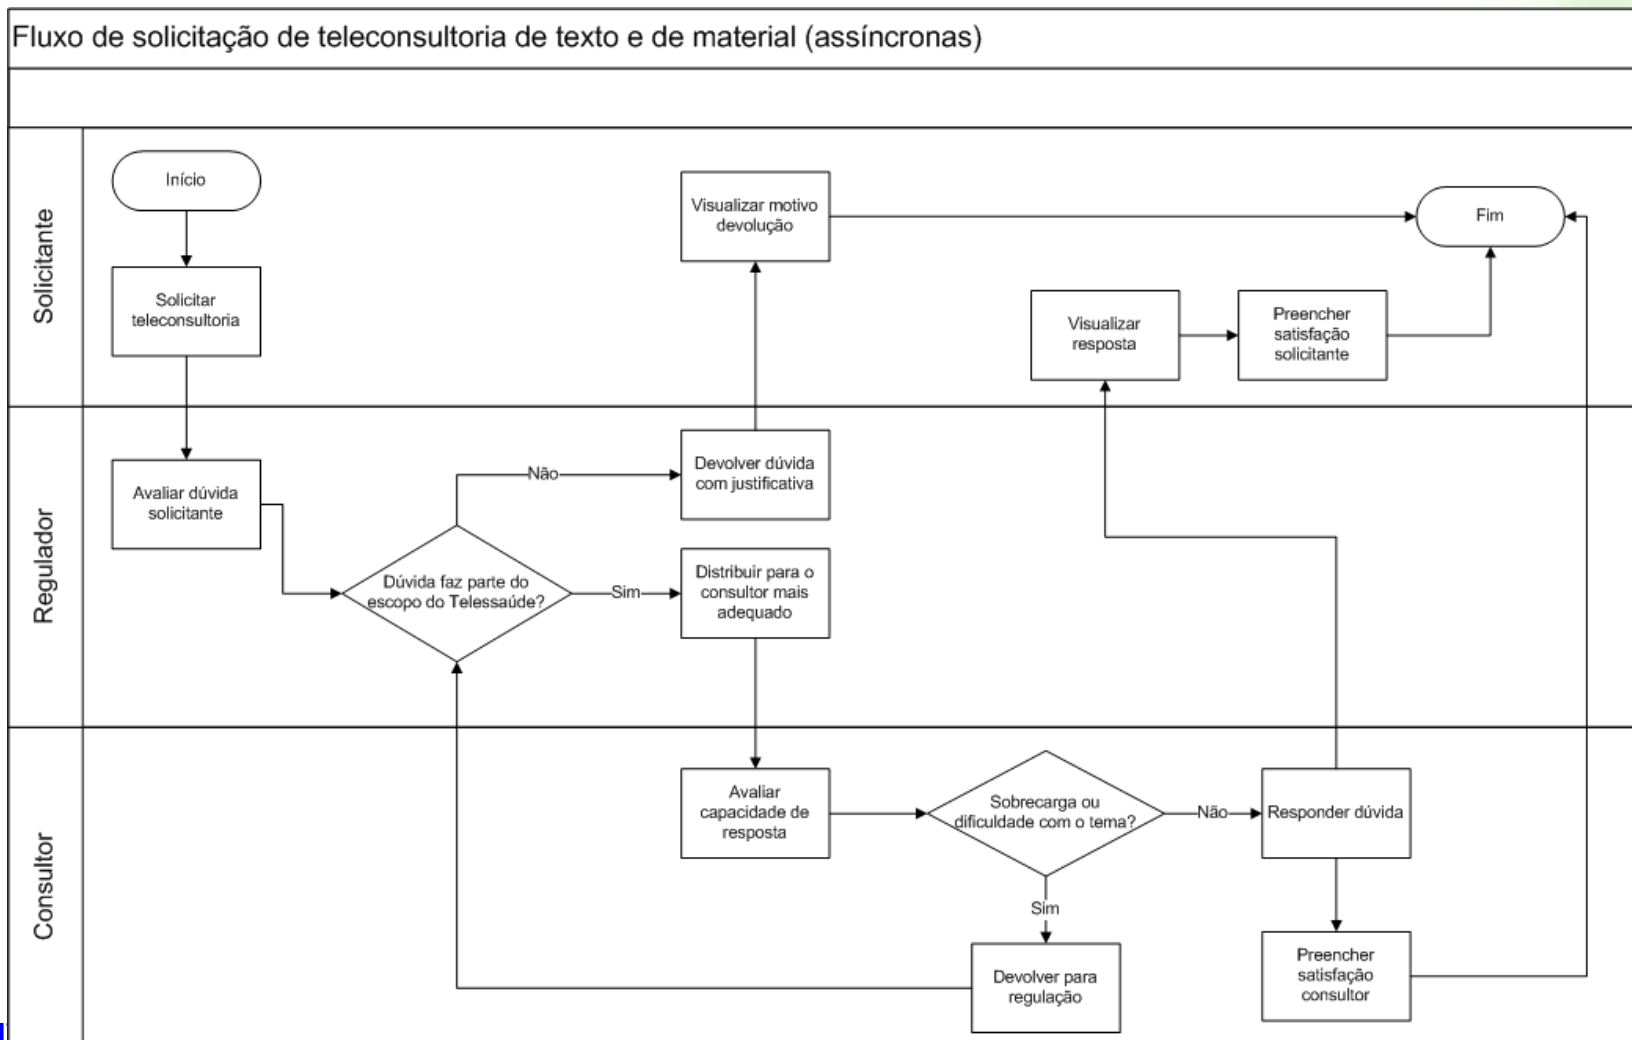 Fluxo de solicitação de teleconsultoria de texto e de material (assíncronas)
Solicitante
Início
Solicitar
teleconsultoria
Visualizar motivo
devolução
Fim
Visualizar
resposta
Preencher
satisfação
solicitante
Regulador
Avaliar dúvida
solicitante
Dúvida faz parte do
escopo do Telessaúde?
Não
Devolver dúvida
com justificativa
Sim
Distribuir para o
consultor mais
adequado
Consultor
Avaliar
capacidade de
resposta
Sobrecarga ou
dificuldade com o tema?
Não
Responder dúvida
Sim
Devolver para
regulação
Preencher
satisfação
consultor